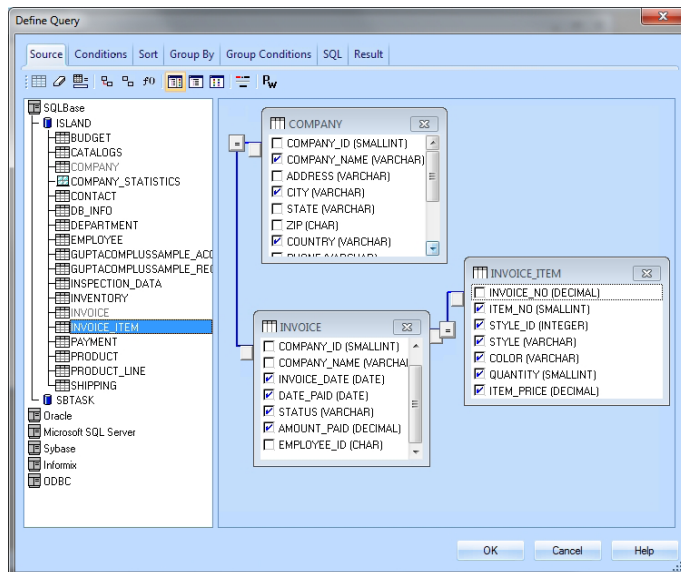 Define Query
Source Conditions Sort Group By Group Conditions SQL Result
f() Pw
SQLBase
ISLAND
BUDGET
CATALOGS
COMPANY
COMPANY_STATISTICS
CONTACT
DB_INFO
DEPARTMENT
EMPLOYEE
GUPTACOMPLUSSAMPLE_ACC
GUPTACOMPLUSSAMPLE_REC
INSPECTION_DATA
INVENTORY
INVOICE
INVOICE_ITEM
PAYMENT
PRODUCT
PRODUCT_LINE
SHIPPING
SBTASK
Oracle
Microsoft SQL Server
Sybase
Informix
ODBC
COMPANY
COMPANY_ID (SMALLINT)
COMPANY_NAME (VARCHAR)
ADDRESS (VARCHAR)
CITY (VARCHAR)
STATE (VARCHAR)
ZIP (CHAR)
COUNTRY (VARCHAR)
=
INVOICE
COMPANY_ID (SMALLINT)
COMPANY_NAME (VARCHAR
INVOICE_DATE (DATE)
DATE_PAID (DATE)
STATUS (VARCHAR)
AMOUNT_PAID (DECIMAL)
EMPLOYEE_ID (CHAR)
=
INVOICE_ITEM
INVOICE_NO (DECIMAL)
ITEM_NO (SMALLINT)
STYLE_ID (INTEGER)
STYLE (VARCHAR)
COLOR (VARCHAR)
QUANTITY (SMALLINT)
ITEM_PRICE (DECIMAL)
OK Cancel Help